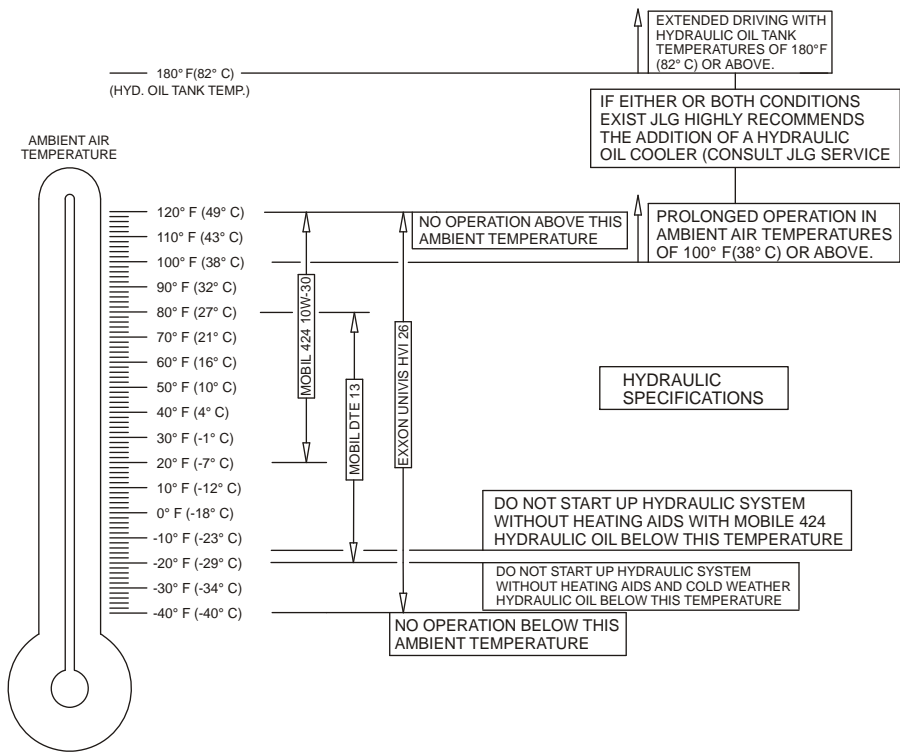 EXTENDED DRIVING WITH
HYDRAULIC OIL TANK
TEMPERATURES OF 180°F
(82° C) OR ABOVE.
180° F(82° C)
(HYD. OIL TANK TEMP.)
IF EITHER OR BOTH CONDITIONS
EXIST JLG HIGHLY RECOMMENDS
THE ADDITION OF A HYDRAULIC
OIL COOLER (CONSULT JLG SERVICE
AMBIENT AIR
TEMPERATURE
120° F (49° C)
110° F (43° C)
100° F (38° C)
90° F (32° C)
80° F (27° C)
70° F (21° C)
60° F (16° C)
50° F (10° C)
40° F (4° C)
30° F (-1° C)
20° F (-7° C)
10° F (-12° C)
0° F (-18° C)
-10° F (-23° C)
-20° F (-29° C)
-30° F (-34° C)
-40° F (-40° C)
MOBIL 424 10W-30
MOBIL DTE 13
EXXON UNIVIS HVI 26
NO OPERATION ABOVE THIS
AMBIENT TEMPERATURE
PROLONGED OPERATION IN
AMBIENT AIR TEMPERATURES
OF 100° F(38° C) OR ABOVE.
HYDRAULIC
SPECIFICATIONS
DO NOT START UP HYDRAULIC SYSTEM
WITHOUT HEATING AIDS WITH MOBILE 424
HYDRAULIC OIL BELOW THIS TEMPERATURE
DO NOT START UP HYDRAULIC SYSTEM
WITHOUT HEATING AIDS AND COLD WEATHER
HYDRAULIC OIL BELOW THIS TEMPERATURE
NO OPERATION BELOW THIS
AMBIENT TEMPERATURE